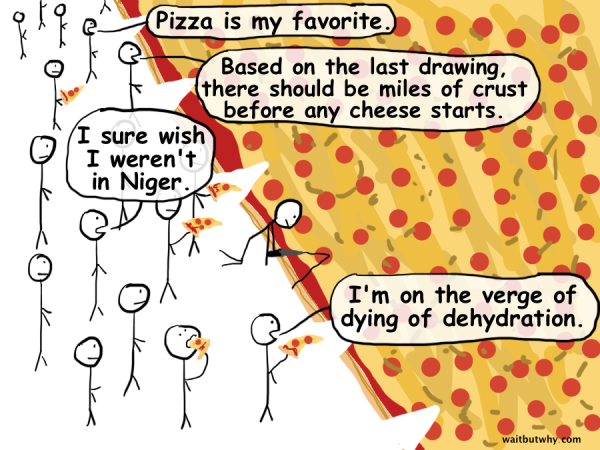 Pizza is my favorite.
Based on the last drawing,
there should be miles of crust
before any cheese starts.
I sure wish
I weren't
in Niger.
I'm on the verge of
dying of dehydration.
waitbutwhy.com